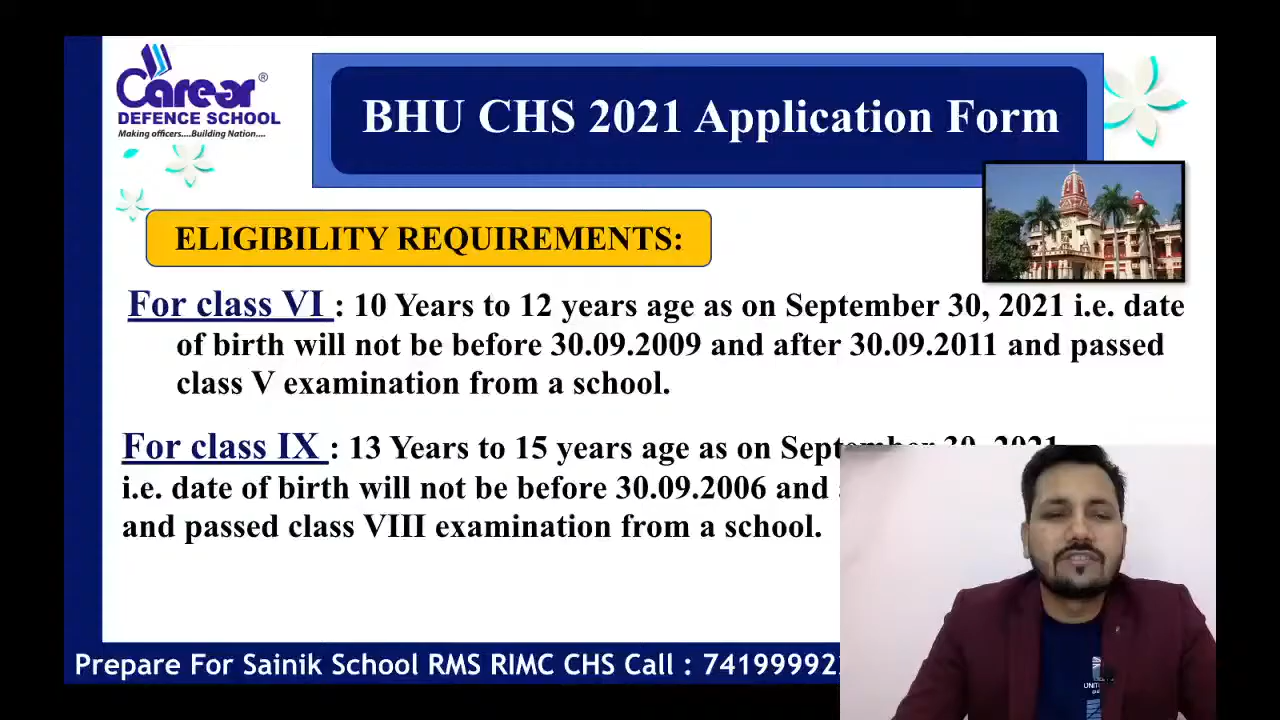 Carear®
DEFENCE SCHOOL
Making officers....Building Nation....
BHU CHS 2021 Application Form
ELIGIBILITY REQUIREMENTS:
For class VI : 10 Years to 12 years age as on September 30, 2021 i.e. date
of birth will not be before 30.09.2009 and after 30.09.2011 and passed
class V examination from a school.
For class IX : 13 Years to 15 years age as on September 30, 2021
i.e. date of birth will not be before 30.09.2006 and
and passed class VIII examination from a school.
Prepare For Sainik School RMS RIMC CHS Call : 74199992